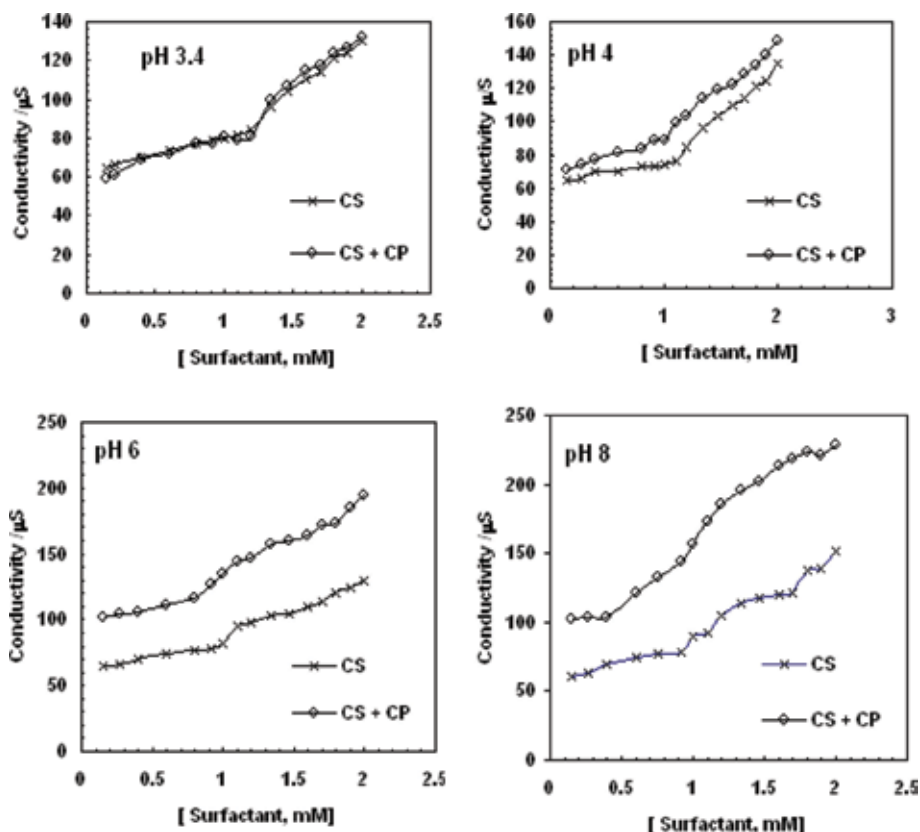 pH 3.4
Conductivity /µS
140
120
100
80
60
40
20
0
0 0.5 1 1.5 2 2.5
[ Surfactant, mM]
CS
CS + CP
pH 4
Conductivity µ/S
160
140
120
100
80
60
40
20
0
0 1 2 3
[ Surfactant, mM]
CS
CS + CP
pH 6
Conductivity /µS
250
200
150
100
50
0
0 0.5 1 1.5 2 2.5
[ Surfactant, mM]
CS
CS + CP
pH 8
Conductivity /µS
250
200
150
100
50
0
0 0.5 1 1.5 2 2.5
[ Surfactant, mM]
CS
CS + CP